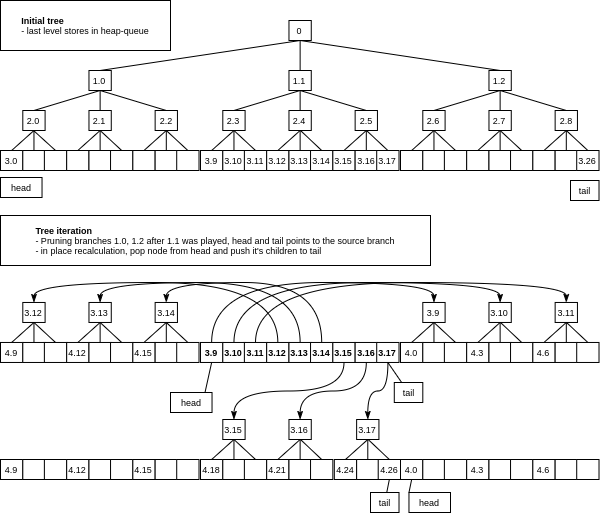 Initial tree
- last level stores in heap-queue
0
1.0 1.1 1.2
2.0 2.1 2.2 2.3 2.4 2.5 2.6 2.7 2.8
3.0 3.9 3.10 3.11 3.12 3.13 3.14 3.15 3.16 3.17 3.26
head tail
Tree iteration
- Pruning branches 1.0, 1.2 after 1.1 was played, head and tail points to the source branch
- in place recalculation, pop node from head and push it's children to tail
3.12 3.13 3.14 3.9 3.10 3.11
4.9 4.12 4.15 3.9 3.10 3.11 3.12 3.13 3.14 3.15 3.16 3.17 4.0 4.3 4.6
head tail
3.15 3.16 3.17
4.9 4.12 4.15 4.18 4.21 4.24 4.26 4.0 4.3 4.6
tail head